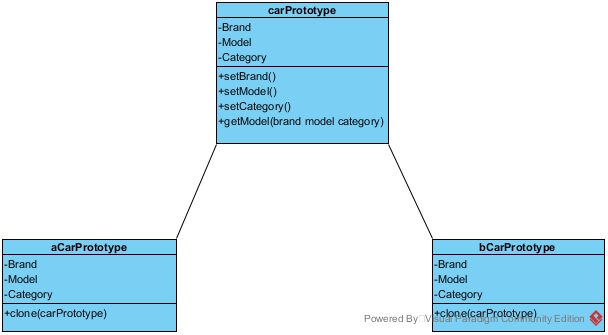 carPrototype
-Brand
-Model
-Category
+setBrand()
+setModel()
+setCategory()
+getModel(brand model category)
aCarPrototype
-Brand
-Model
-Category
+clone(carPrototype)
bCarPrototype
-Brand
-Model
-Category
+clone(carPrototype)
Powered By Visual Paradigm Community Edition